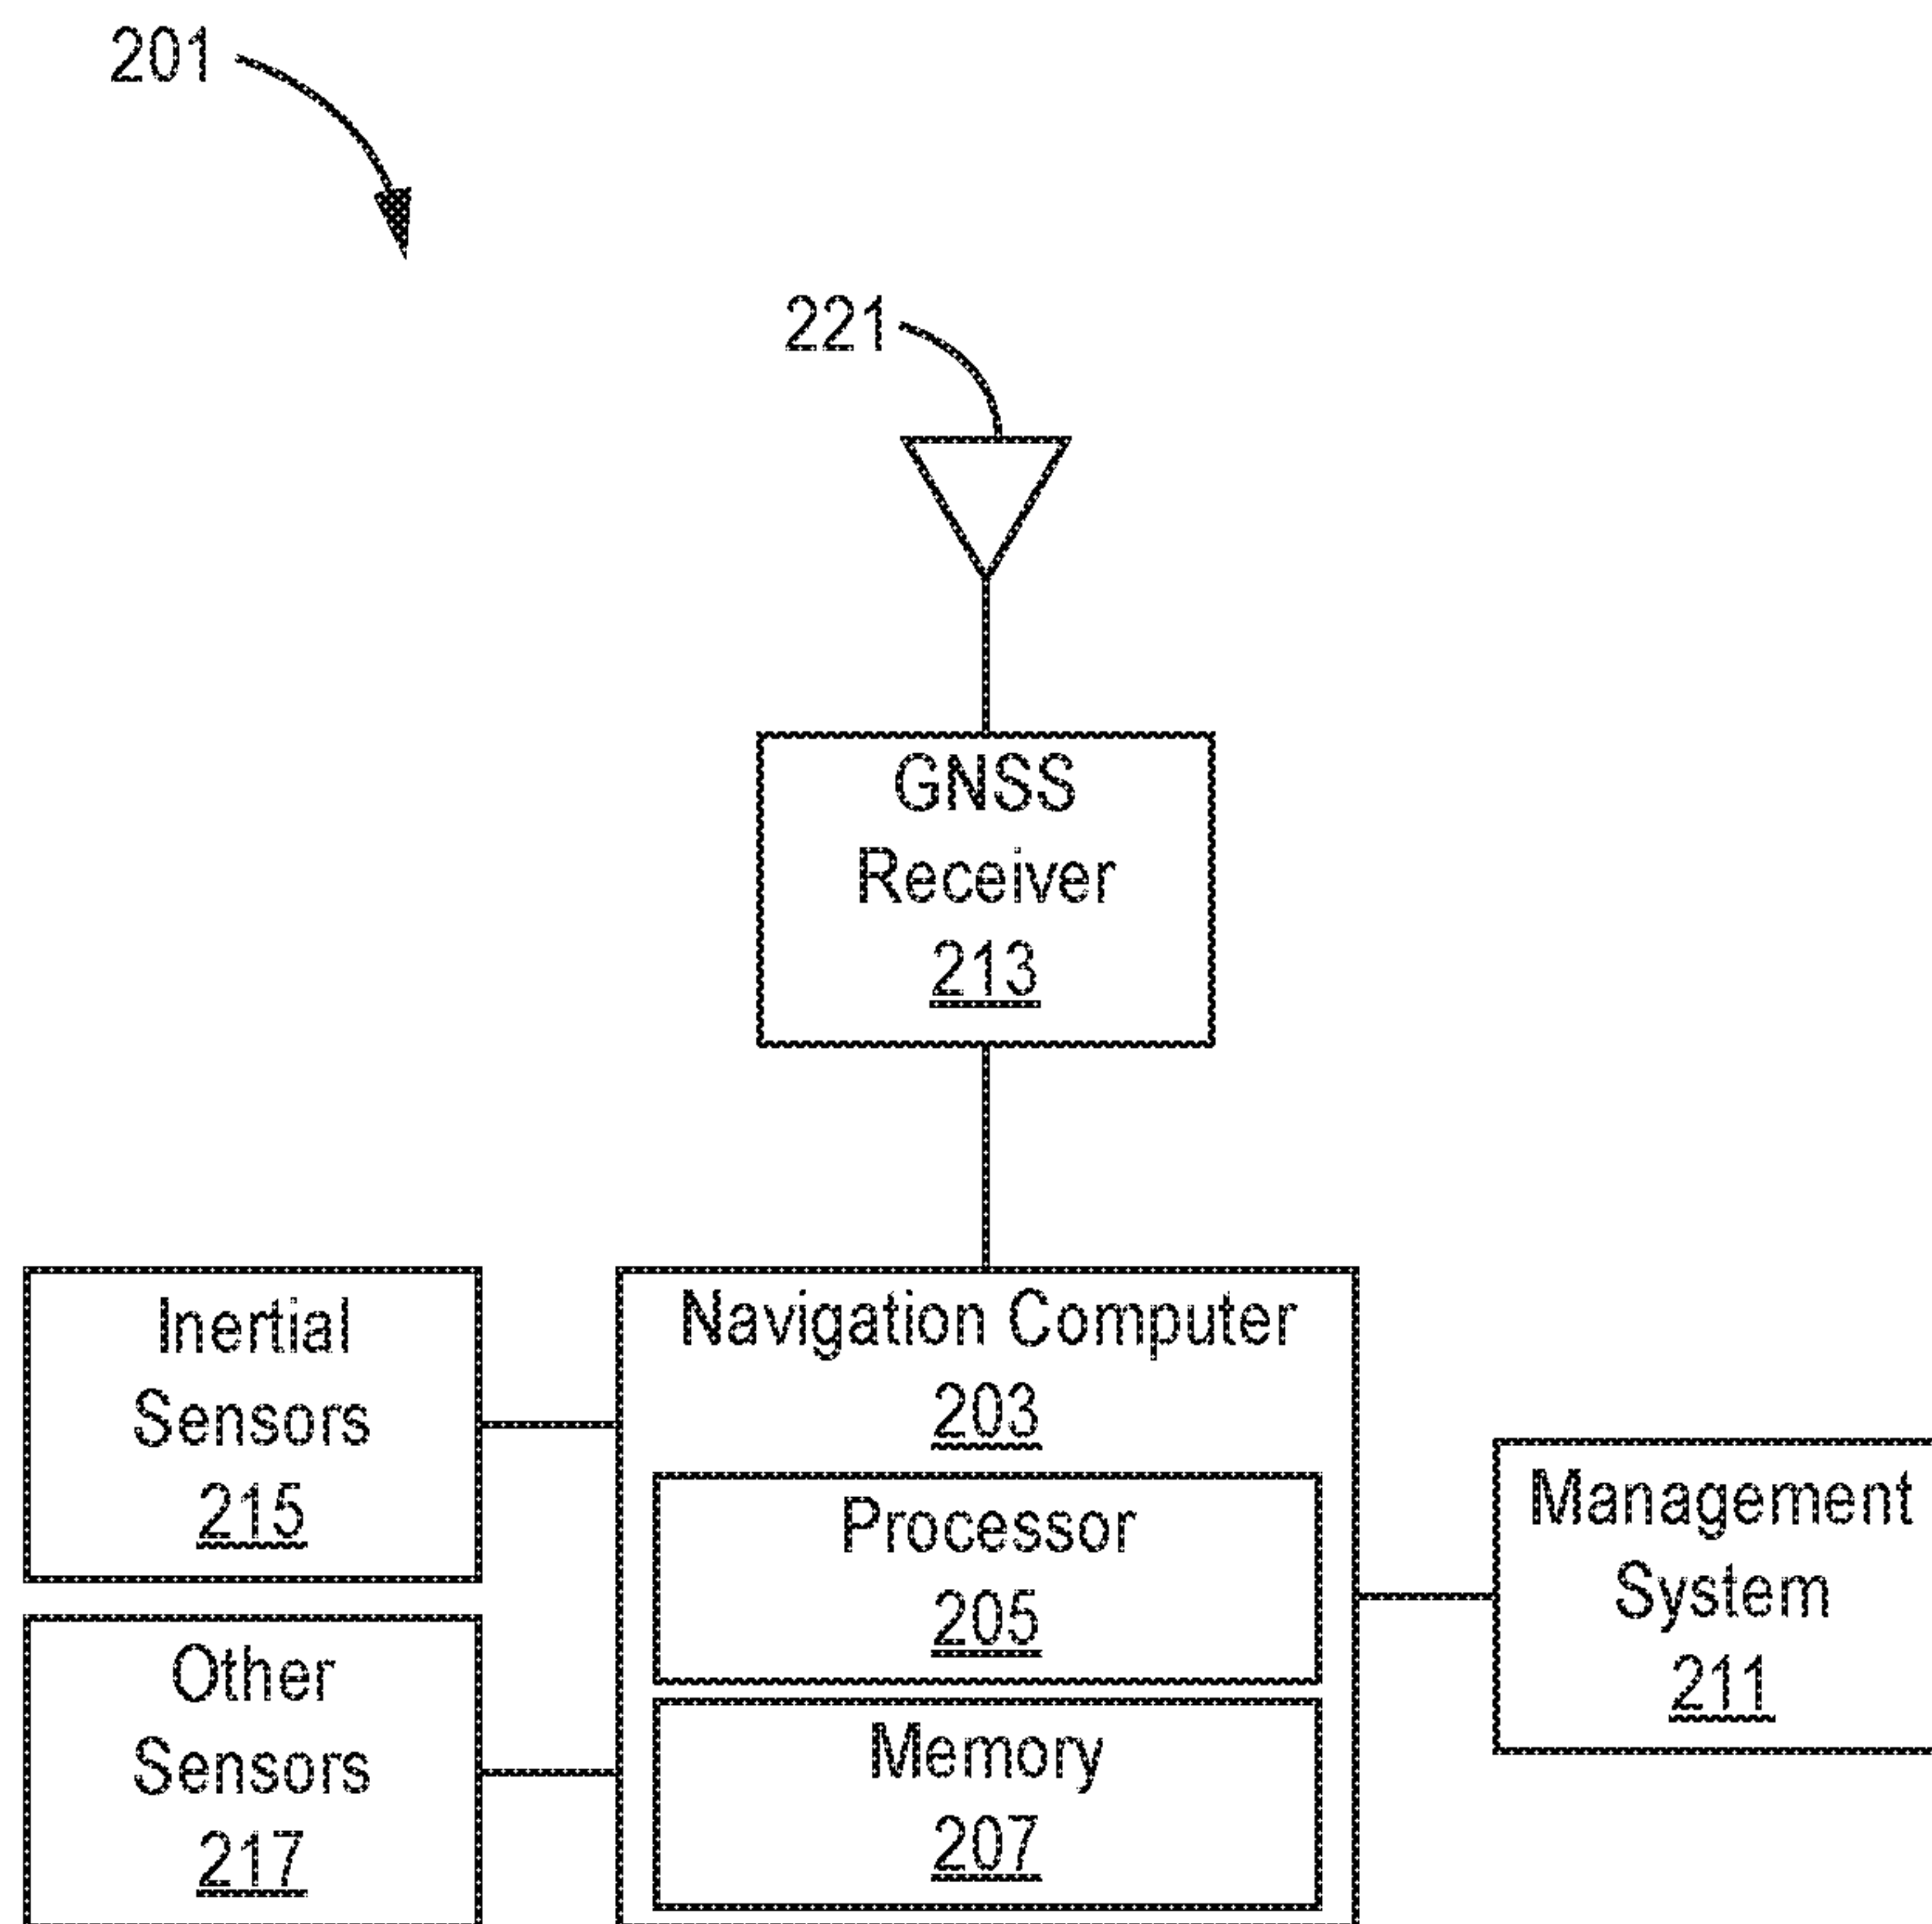 201
221
GNSS
Receiver
213
Inertial
Sensors
215
Other
Sensors
217
Navigation Computer
203
Processor
205
Memory
207
Management
System
211